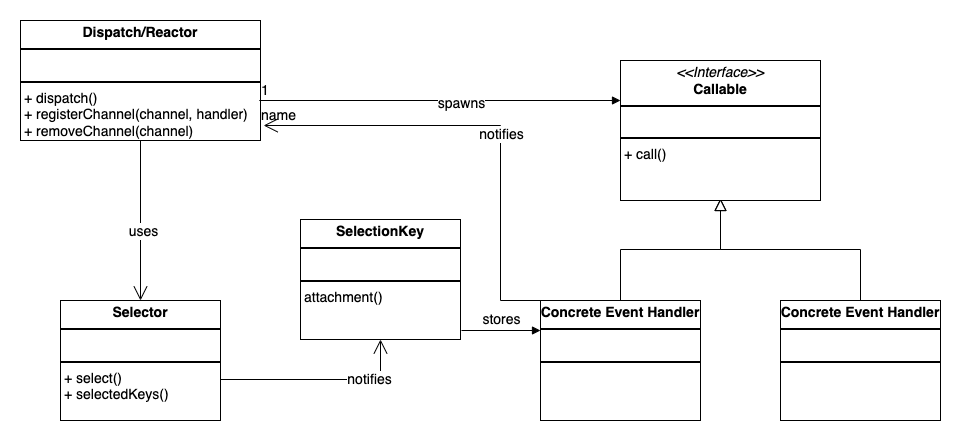 Dispatch/Reactor
+ dispatch()
+ registerChannel(channel, handler)
+ removeChannel(channel)
1
name
spawns
notifies
<<Interface>>
Callable
+ call()
uses
SelectionKey
attachment()
stores
Selector
+ select()
+ selectedKeys()
notifies
Concrete Event Handler
Concrete Event Handler